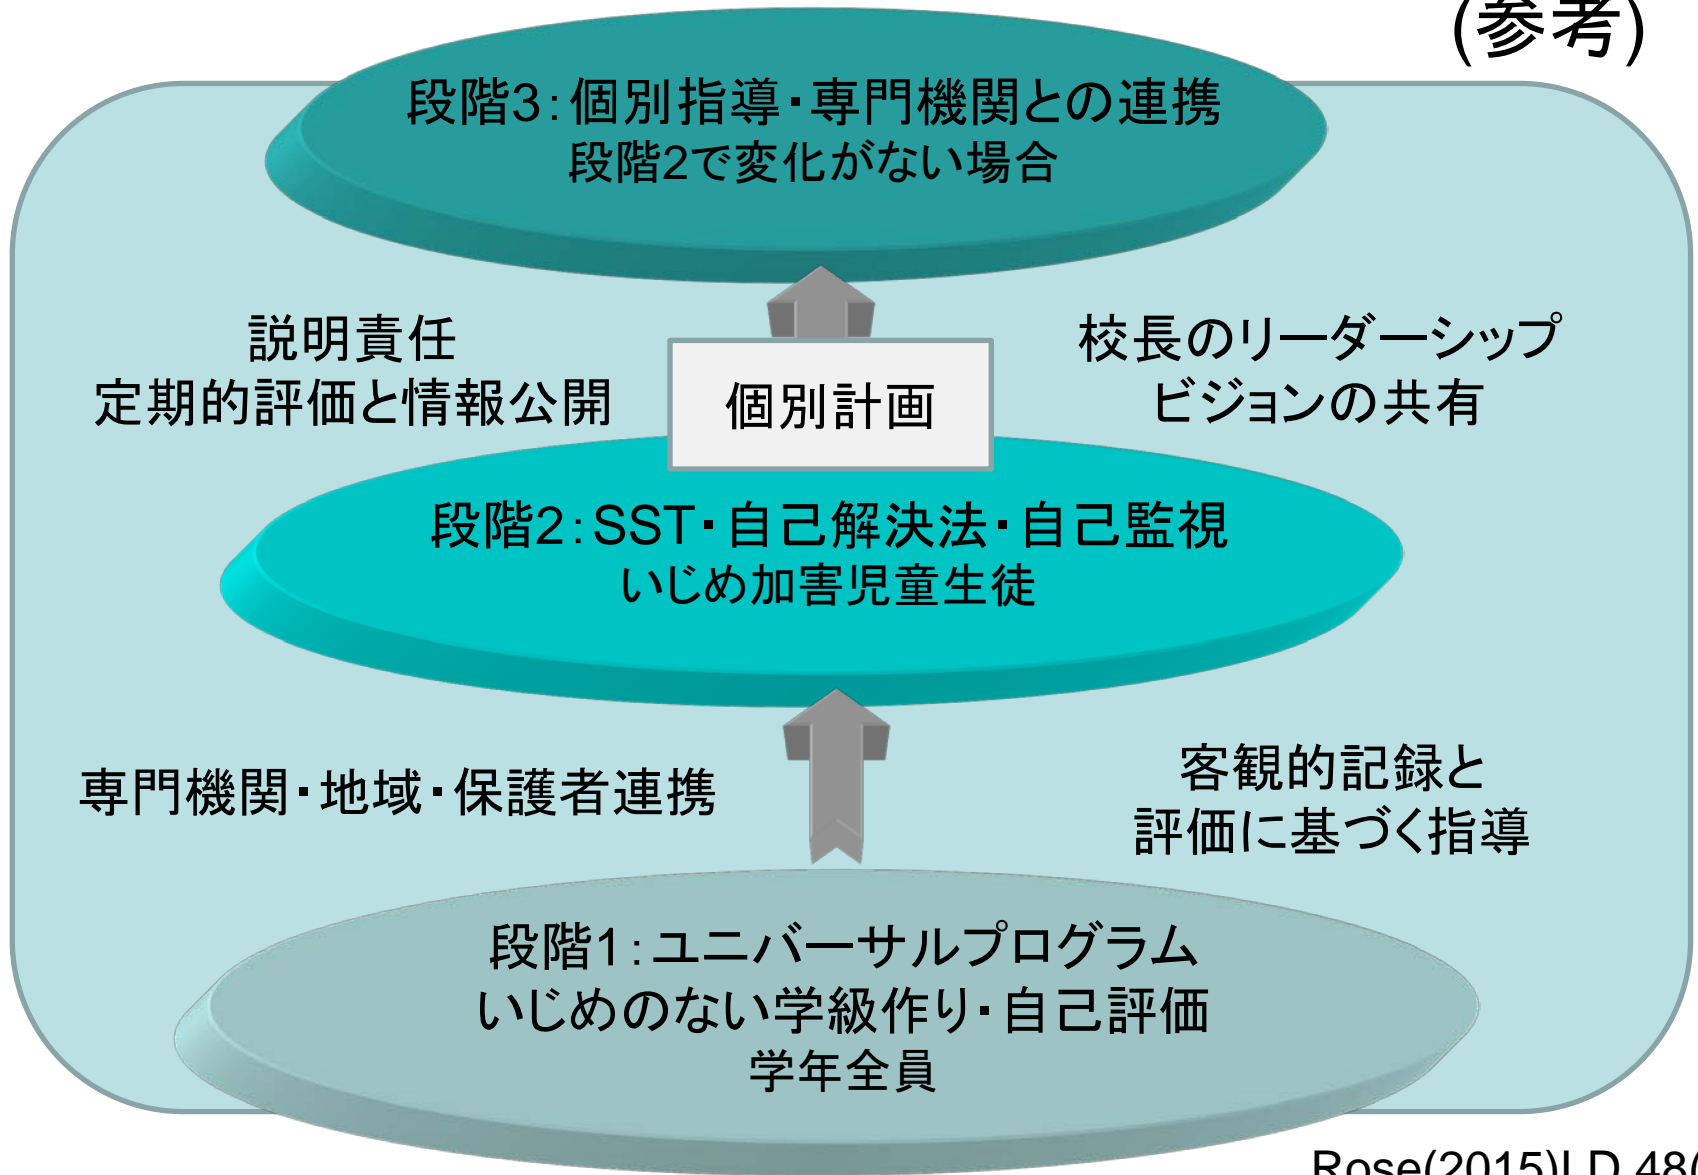 (参考)
段階3：個別指導・専門機関との連携
段階2で変化がない場合
説明責任
定期的評価と情報公開
校長のリーダーシップ
ビジョンの共有
個別計画
段階2：SST・自己解決法・自己監視
いじめ加害児童生徒
専門機関・地域・保護者連携
客観的記録と
評価に基づく指導
段階1：ユニバーサルプログラム
いじめのない学級作り・自己評価
学年全員
Rose(2015)LD,48(